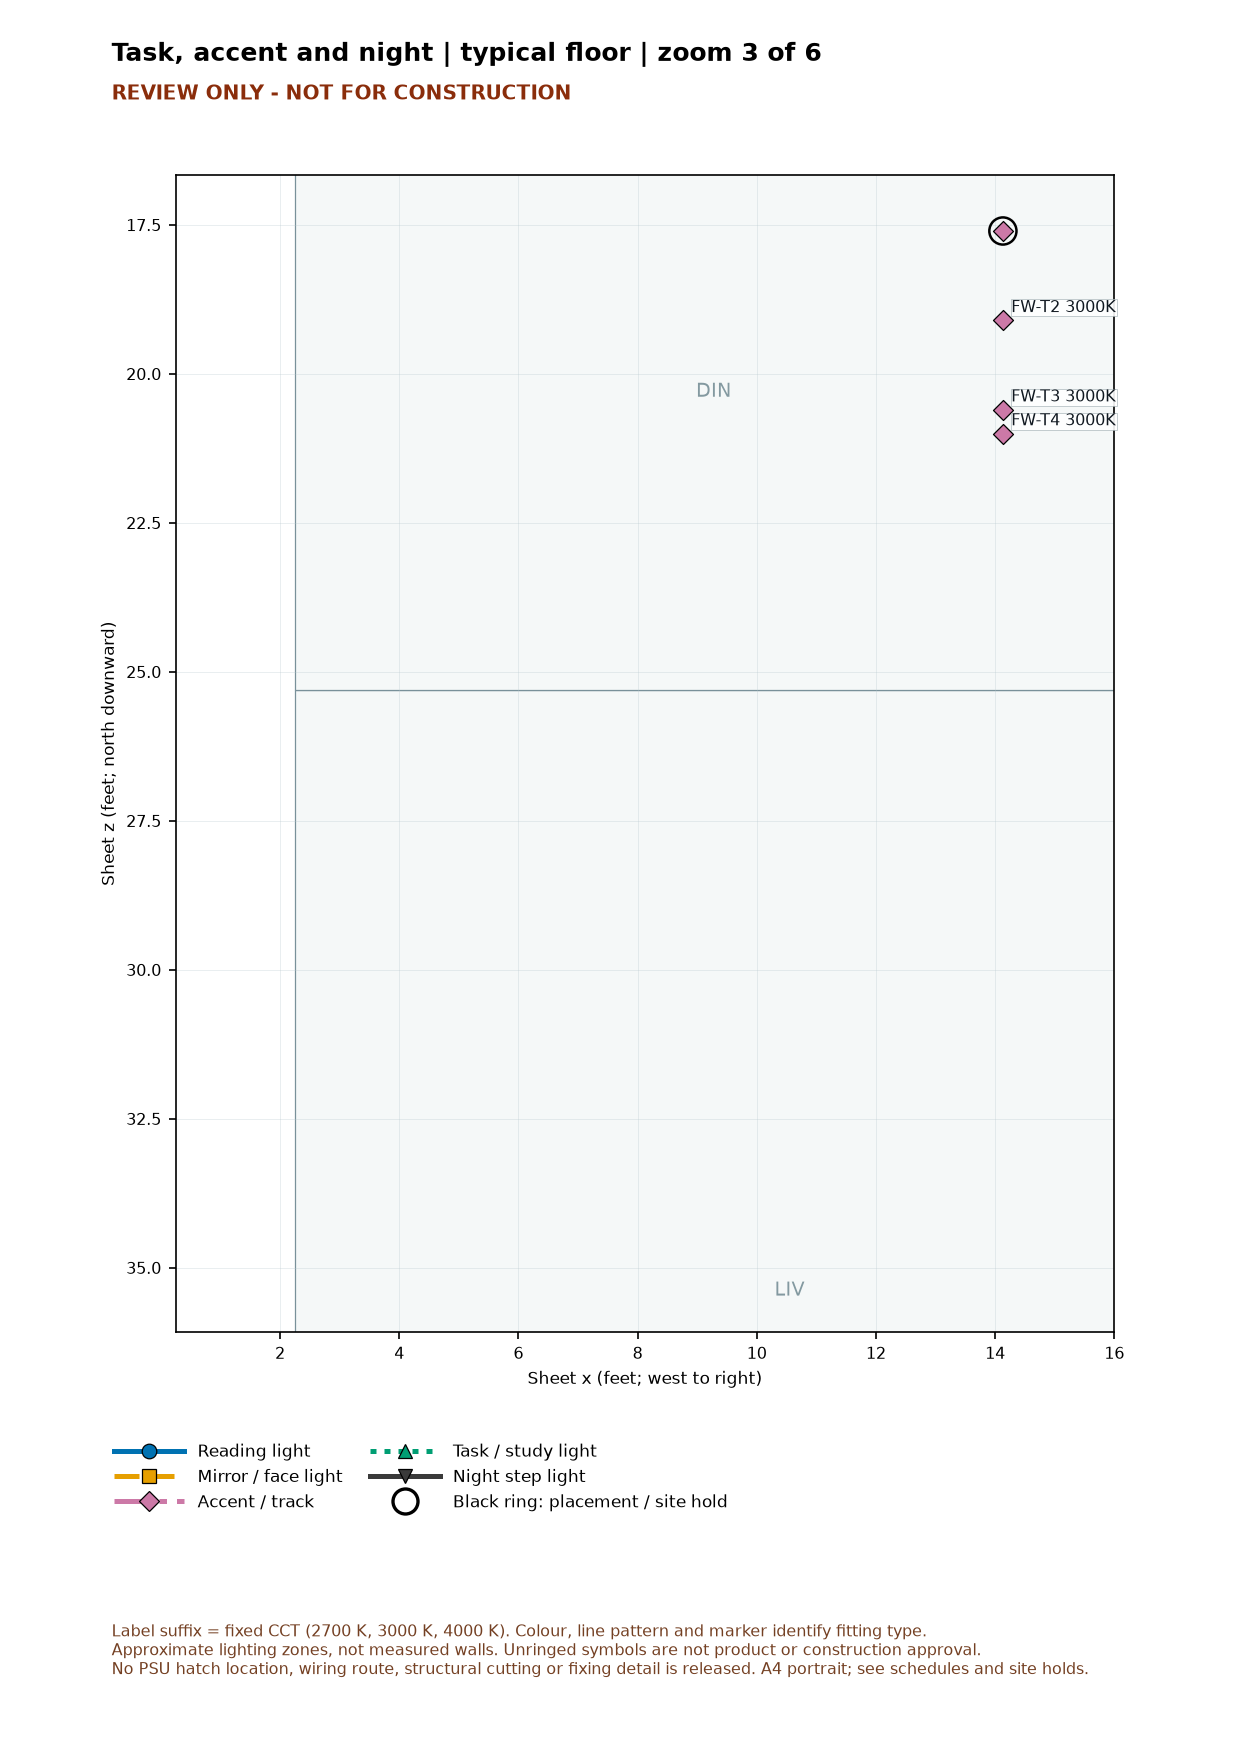 Task, accent and night | typical floor | zoom 3 of 6
REVIEW ONLY - NOT FOR CONSTRUCTION
17.5
FW-T2 3000K
20.0
DIN
FW-T3 3000K
FW-T4 3000K
22.5
25.0
Sheet z (feet; north downward)
27.5
30.0
32.5
35.0
LIV
2 4 6 8 10 12 14 16
Sheet x (feet; west to right)
Reading light
Task / study light
Mirror / face light
Night step light
Accent / track
Black ring: placement / site hold
Label suffix = fixed CCT (2700 K, 3000 K, 4000 K). Colour, line pattern and marker identify fitting type.
Approximate lighting zones, not measured walls. Unringed symbols are not product or construction approval.
No PSU hatch location, wiring route, structural cutting or fixing detail is released. A4 portrait; see schedules and site holds.